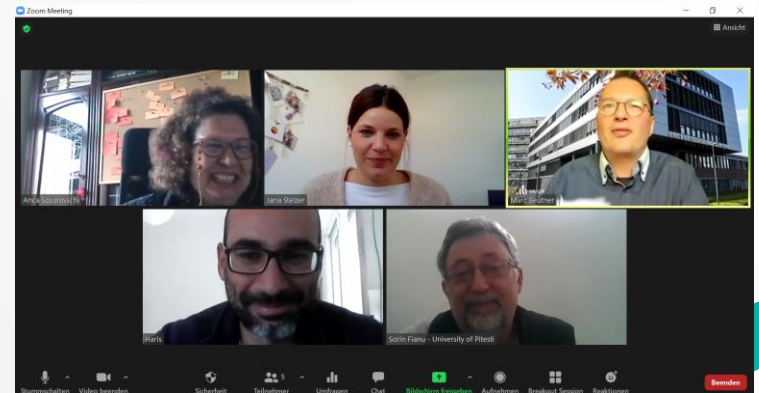 Zoom Meeting
Ansicht
Anca Socolovschi
Jana Stelzer
Marc Beutner
Haris
Sorin Fianu - University of Pitesti
Stummschalten Video beenden Sicherheit Teilnehmer 5 Umfragen Chat Bildschirm freigeben Aufnehmen Breakout Session Reaktionen Beenden